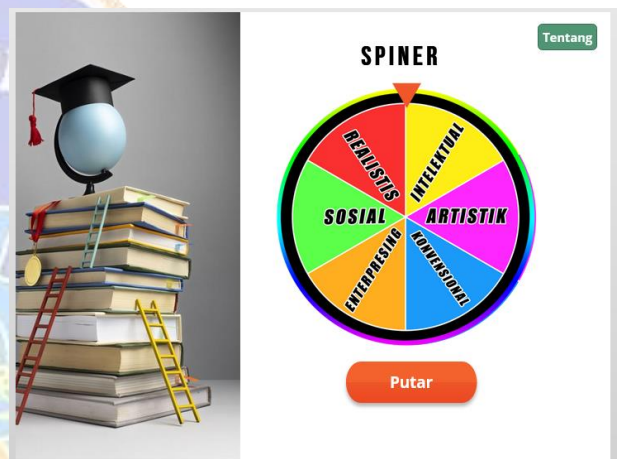 Tentang
SPINER
REALISTIS
INTELEKTUAL
SOSIAL
ARTISTIK
ENTERPRESING
KONVENSIONAL
Putar